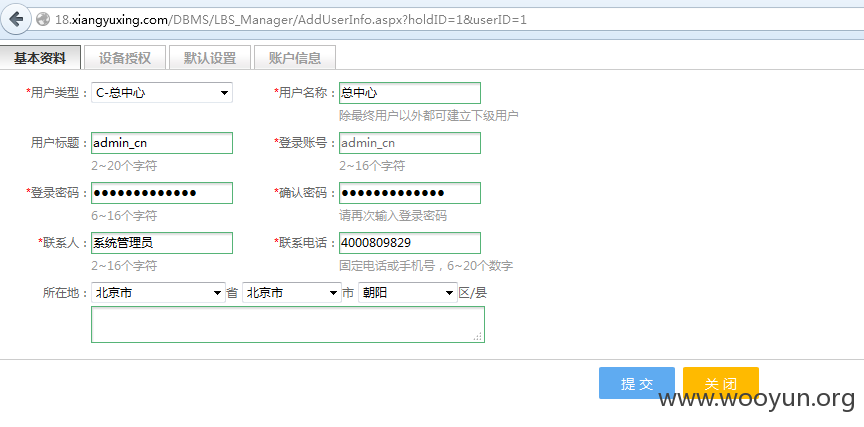 18.xiangyuxing.com/DBMS/LBS_Manager/AddUserInfo.aspx?holdID=1&userID=1
基本资料 设备授权 默认设置 账户信息
*用户类型： C-总中心 *用户名称： 总中心
除最终用户以外都可建立下级用户
用户标题： admin_cn *登录账号： admin_cn
2~20个字符 2~16个字符
*登录密码： ●●●●●●●●●●●●● *确认密码： ●●●●●●●●●●●●●
6~16个字符 请再次输入登录密码
*联系人： 系统管理员 *联系电话： 4000809829
2~16个字符 固定电话或手机号，6~20个数字
所在地： 北京市 省 北京市 市 朝阳 区/县
提 交 关 闭
www.wooyun.org